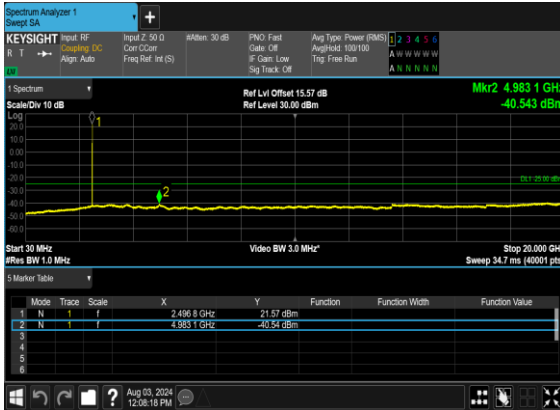 Spectrum Analyzer 1
Swept SA
+
KEYSIGHT Input: RF Input Z: 50 Ω #Atten: 30 dB PNO: Fast Avg Type: Power (RMS) 1 2 3 4 5 6
R T Coupling: DC Corr CCorr Gate: Off Avg|Hold: 100/100 A W W W W W
Align: Auto Freq Ref: Int (S) IF Gain: Low Trig: Free Run
Sig Track: Off A N N N N N
LU
1 Spectrum Ref Lvl Offset 15.57 dB Mkr2 4.983 1 GHz
Scale/Div 10 dB Ref Level 30.00 dBm -40.543 dBm
Log
1
20.0
10.0
0.00
-10.0
-20.0
DL1 -25.00 dBm
-30.0
2
-40.0
-50.0
-60.0
Start 30 MHz Video BW 3.0 MHz* Stop 20.000 GHz
#Res BW 1.0 MHz Sweep 34.7 ms (40001 pts)
5 Marker Table
Mode Trace Scale X Y Function Function Width Function Value
1 N 1 f 2.496 8 GHz 21.57 dBm
2 N 1 f 4.983 1 GHz -40.54 dBm
3
4
5
6
? Aug 03, 2024
12:08:18 PM